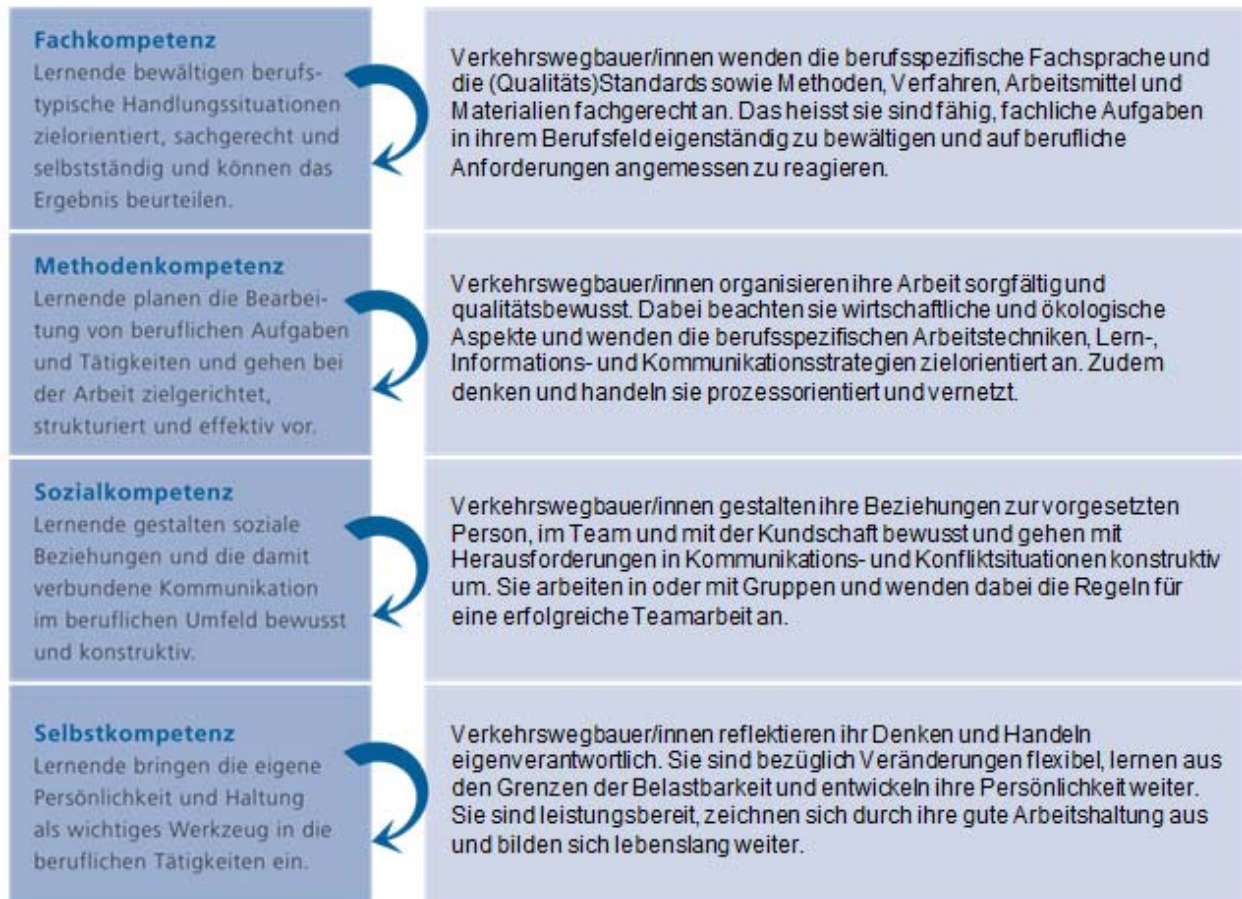 Fachkompetenz
Lernende bewältigen berufs-
typische Handlungssituationen
zielorientiert, sachgerecht und
selbstständig und können das
Ergebnis beurteilen.
Verkehrswegbauer/innen wenden die berufsspezifische Fachsprache und
die (Qualitäts)Standards sowie Methoden, Verfahren, Arbeitsmittel und
Materialien fachgerecht an. Das heisst sie sind fähig, fachliche Aufgaben
in ihrem Berufsfeld eigenständig zu bewältigen und auf berufliche
Anforderungen angemessen zu reagieren.
Methodenkompetenz
Lernende planen die Bearbei-
tung von beruflichen Aufgaben
und Tätigkeiten und gehen bei
der Arbeit zielgerichtet,
strukturiert und effektiv vor.
Verkehrswegbauer/innen organisieren ihre Arbeit sorgfältig und
qualitätsbewusst. Dabei beachten sie wirtschaftliche und ökologische
Aspekte und wenden die berufsspezifischen Arbeitstechniken, Lern-,
Informations- und Kommunikationsstrategien zielorientiert an. Zudem
denken und handeln sie prozessorientiert und vernetzt.
Sozialkompetenz
Lernende gestalten soziale
Beziehungen und die damit
verbundene Kommunikation
im beruflichen Umfeld bewusst
und konstruktiv.
Verkehrswegbauer/innen gestalten ihre Beziehungen zur vorgesetzten
Person, im Team und mit der Kundschaft bewusst und gehen mit
Herausforderungen in Kommunikations- und Konfliktsituationen konstruktiv
um. Sie arbeiten in oder mit Gruppen und wenden dabei die Regeln für
eine erfolgreiche Teamarbeit an.
Selbstkompetenz
Lernende bringen die eigene
Persönlichkeit und Haltung
als wichtiges Werkzeug in die
beruflichen Tätigkeiten ein.
Verkehrswegbauer/innen reflektieren ihr Denken und Handeln
eigenverantwortlich. Sie sind bezüglich Veränderungen flexibel, lernen aus
den Grenzen der Belastbarkeit und entwickeln ihre Persönlichkeit weiter.
Sie sind leistungsbereit, zeichnen sich durch ihre gute Arbeitshaltung aus
und bilden sich lebenslang weiter.